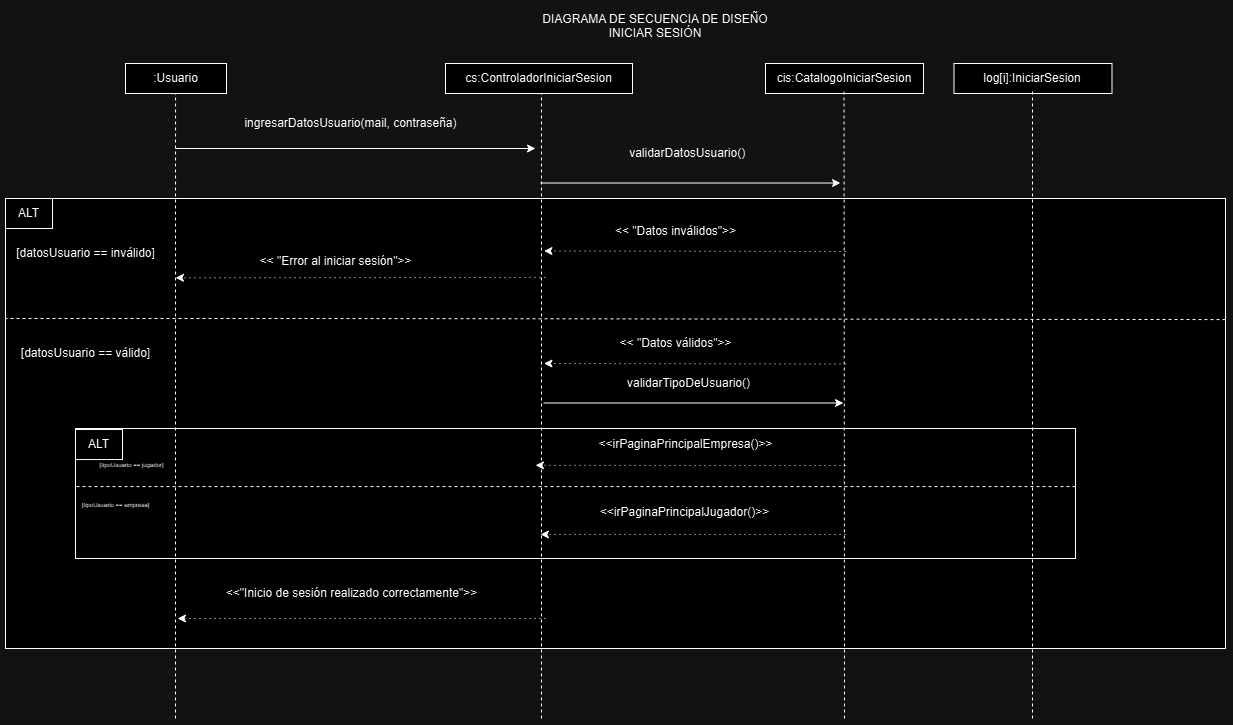 DIAGRAMA DE SECUENCIA DE DISEÑO
INICIAR SESIÓN
:Usuario
cs:ControladorIniciarSesion
cis:CatalogoIniciarSesion
log[i]:IniciarSesion
ingresarDatosUsuario(mail, contraseña)
validarDatosUsuario()
ALT
<< "Datos inválidos">>
[datosUsuario == inválido]
<< "Error al iniciar sesión">>
<< "Datos válidos">>
[datosUsuario == válido]
validarTipoDeUsuario()
ALT
<<irPaginaPrincipalEmpresa()>>
[tipoUsuario == jugador]
[tipoUsuario == empresa]
<<irPaginaPrincipalJugador()>>
<<"Inicio de sesión realizado correctamente">>